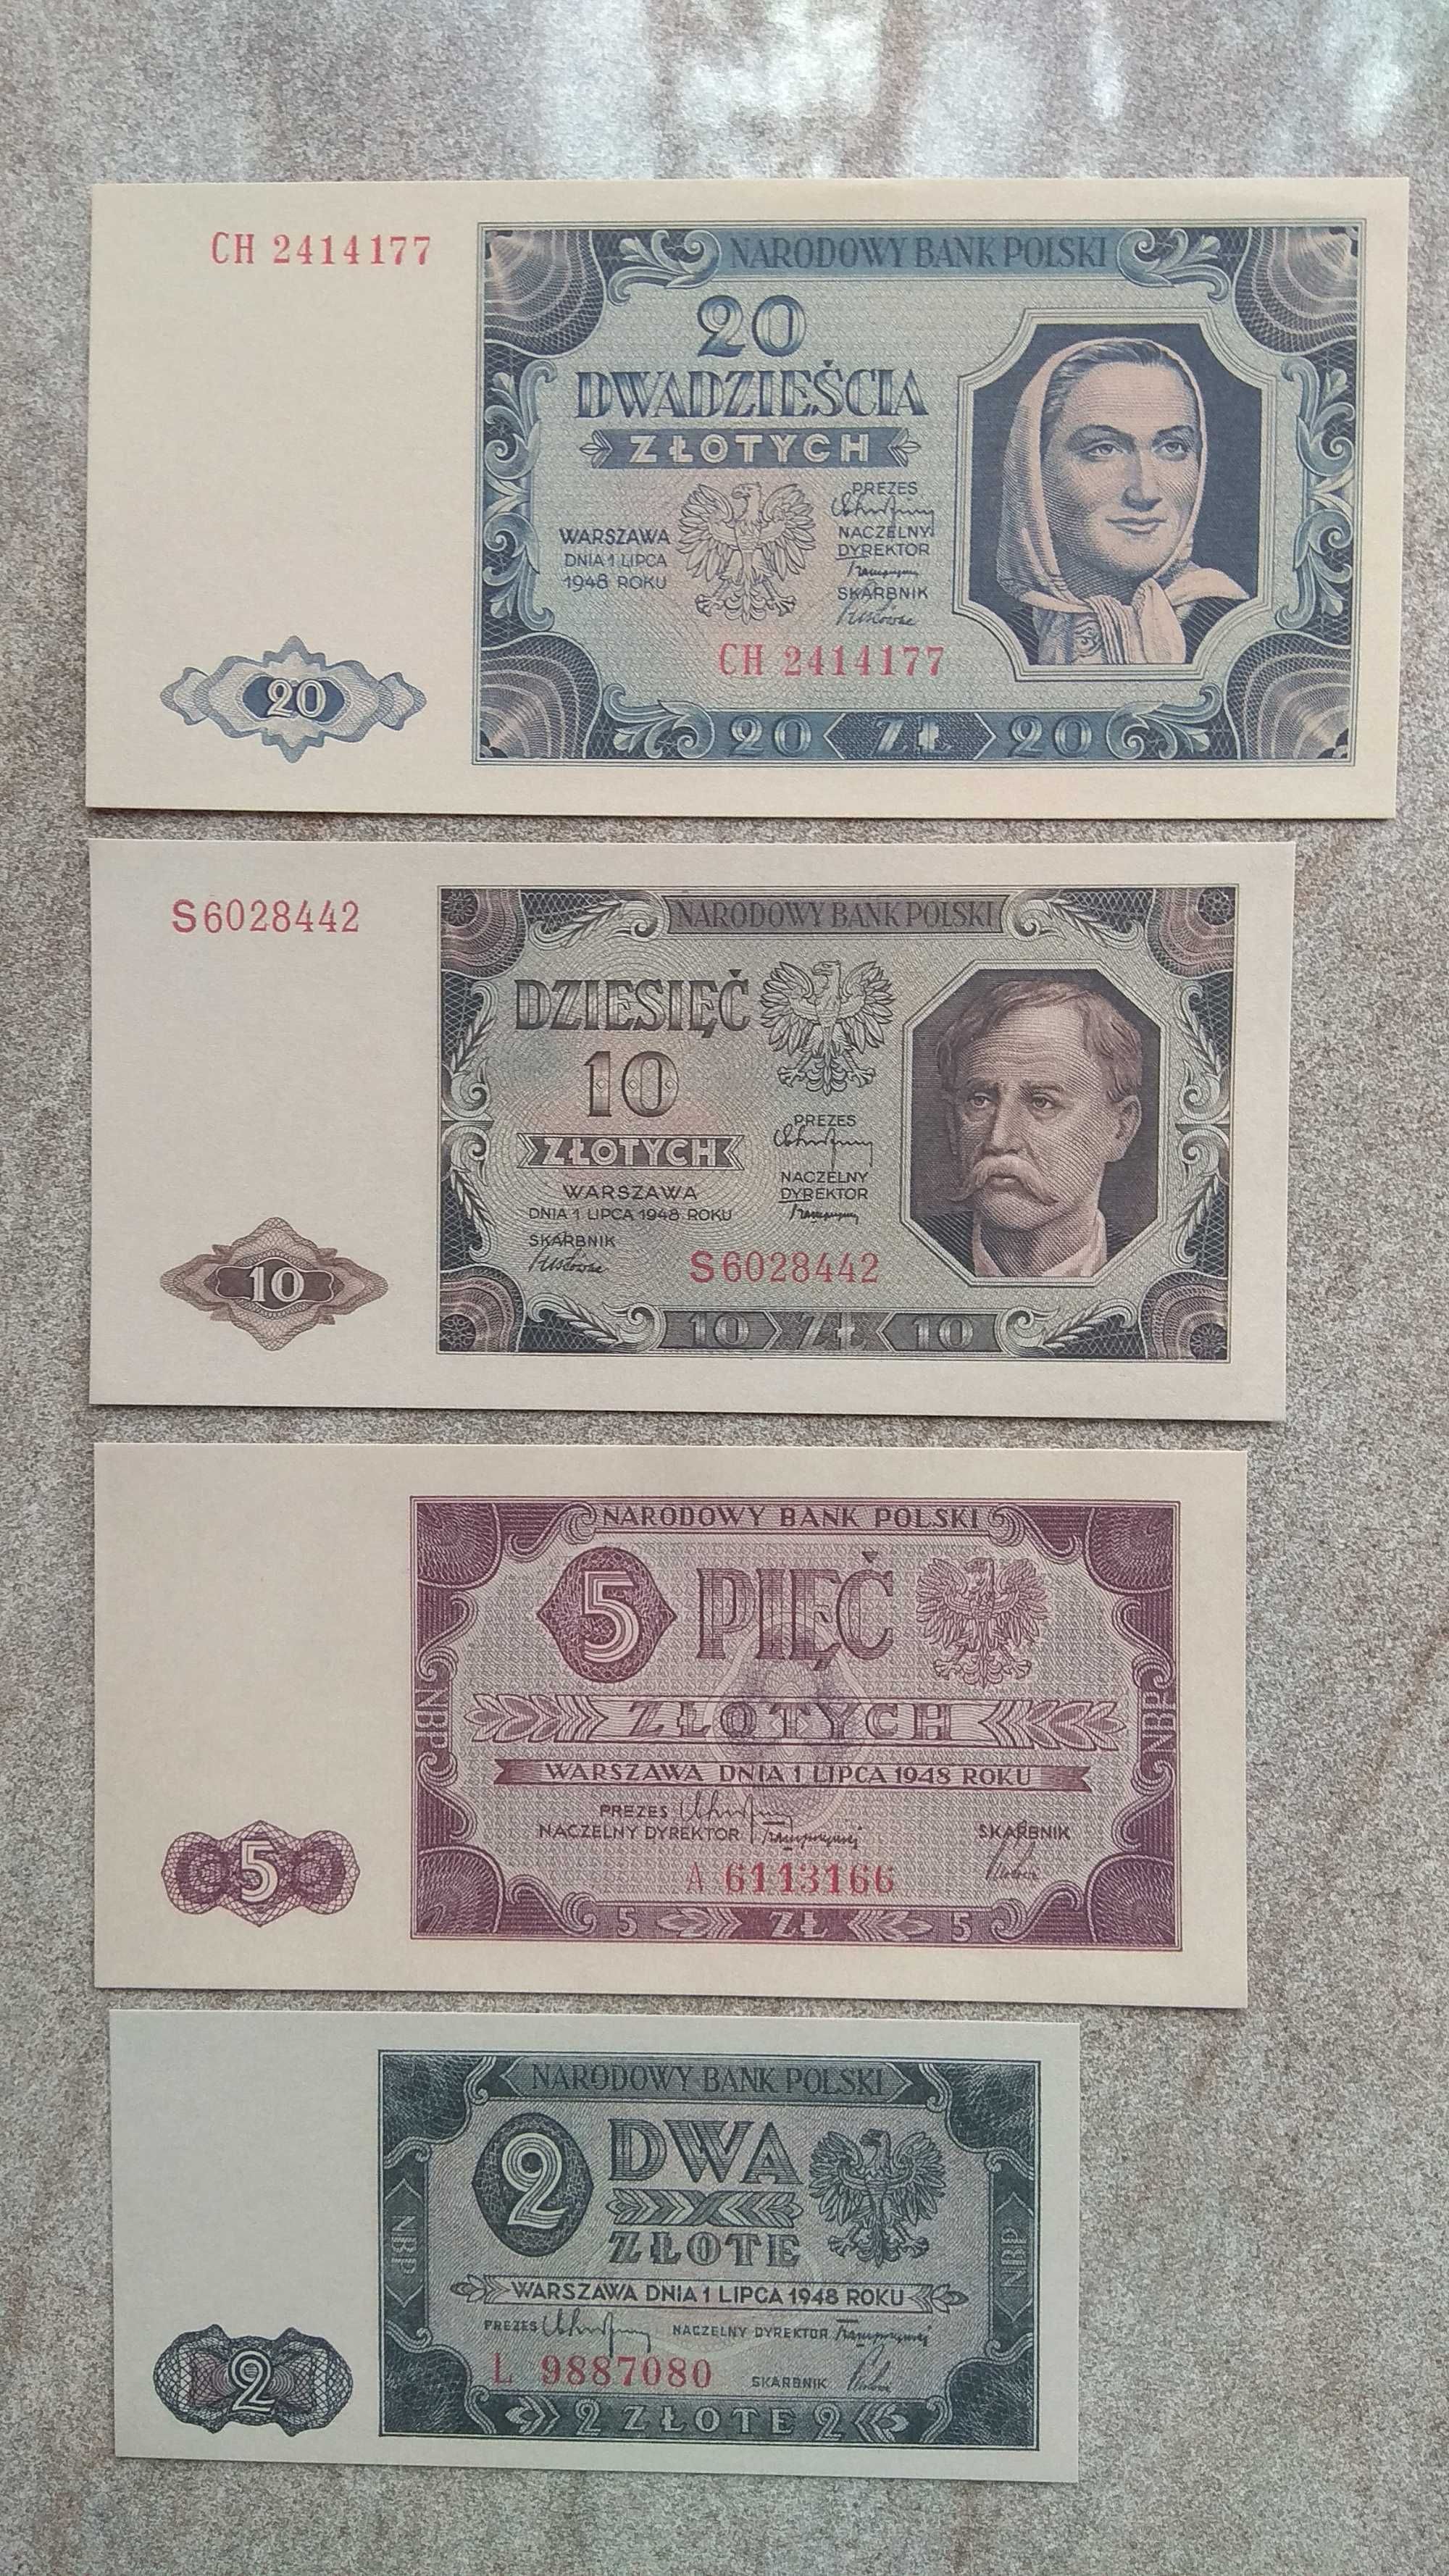 CH 2414177
NARODOWY BANK POLSKI
20
DWADZIEŚCIA
ZŁOTYCH
WARSZAWA
DNIA 1 LIPCA
1948 ROKU
PREZES
NACZELNY
DYREKTOR
SKARBNIK
CH 2414177
20
20 ZŁ 20
S 6028442
NARODOWY BANK POLSKI
DZIESIĘĆ
10
ZŁOTYCH
WARSZAWA
DNIA 1 LIPCA 1948 ROKU
SKARBNIK
PREZES
NACZELNY
DYREKTOR
S 6028442
10
10 ZŁ 10
NARODOWY BANK POLSKI
5 PIĘĆ
ZŁOTYCH
NBP
NBP
WARSZAWA DNIA 1 LIPCA 1948 ROKU
PREZES
NACZELNY DYREKTOR
SKARBNIK
A 6113166
5
5 ZŁ 5
NARODOWY BANK POLSKI
2 DWA
ZŁOTE
NBP
NBP
WARSZAWA DNIA 1 LIPCA 1948 ROKU
PREZES NACZELNY DYREKTOR
L 9887080 SKARBNIK
2
2 ZŁOTE 2